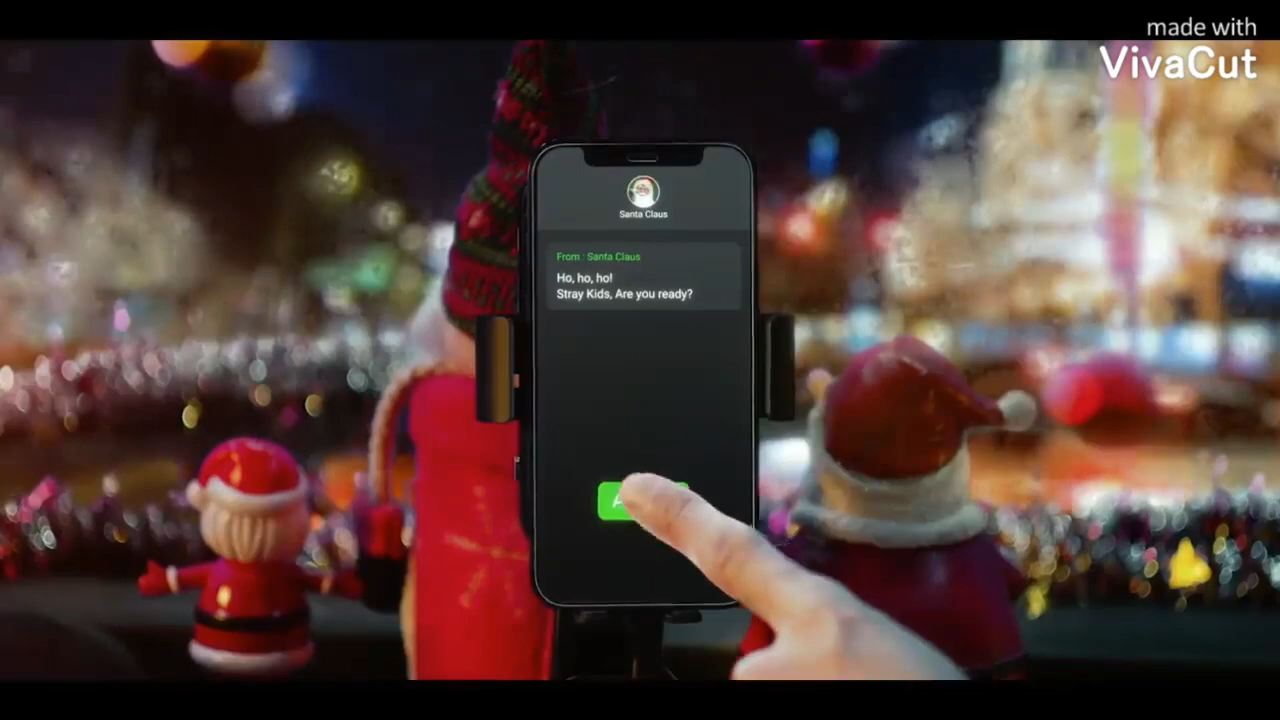 made with
VivaCut
Santa Claus
From : Santa Claus
Ho, ho, ho!
Stray Kids, Are you ready?